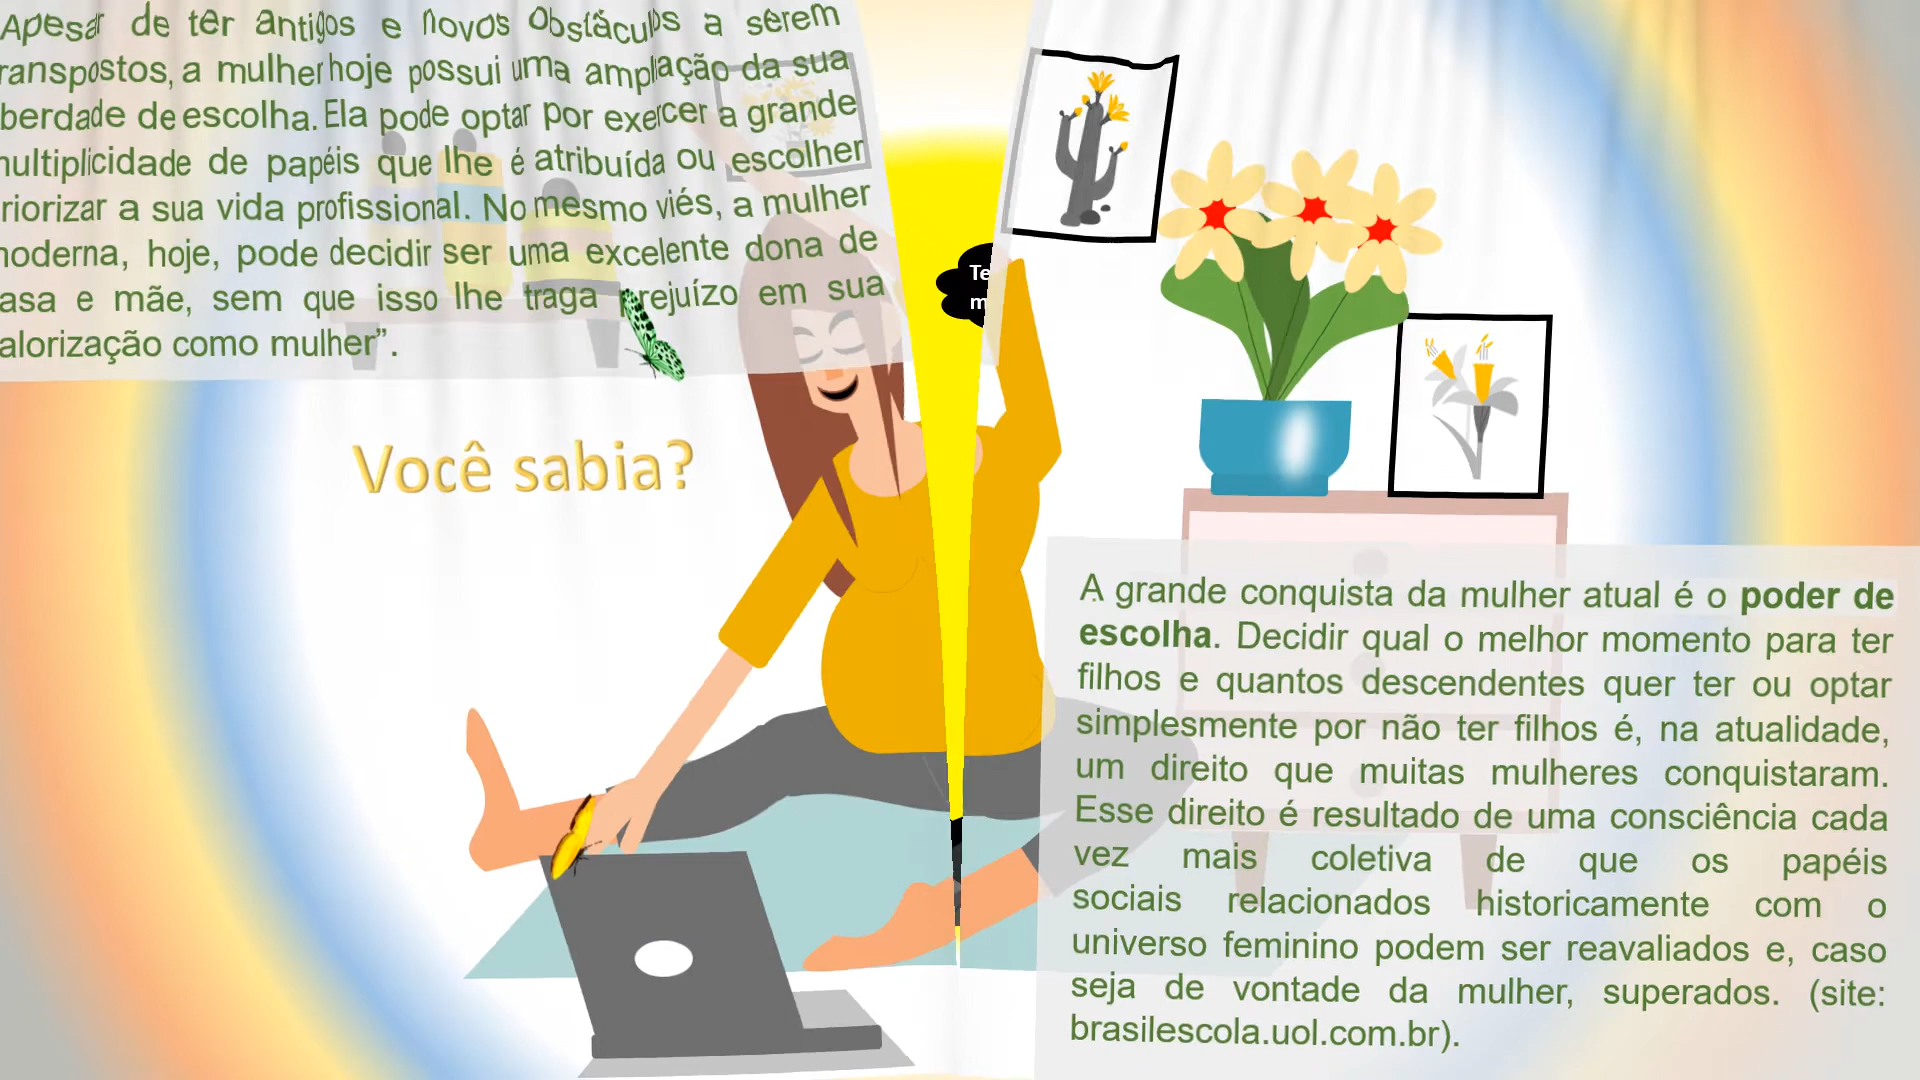 Apesar de ter antigos e novos obstáculos a serem
ranspostos, a mulher hoje possui uma ampliação da sua
berdade de escolha. Ela pode optar por exercer a grande
nultiplicidade de papéis que lhe é atribuída ou escolher
riorizar a sua vida profissional. No mesmo viés, a mulher
noderna, hoje, pode decidir ser uma excelente dona de
asa e mãe, sem que isso lhe traga prejuízo em sua
alorização como mulher”.
Te
m
Você sabia?
A grande conquista da mulher atual é o poder de
escolha. Decidir qual o melhor momento para ter
filhos e quantos descendentes quer ter ou optar
simplesmente por não ter filhos é, na atualidade,
um direito que muitas mulheres conquistaram.
Esse direito é resultado de uma consciência cada
vez mais coletiva de que os papéis
sociais relacionados historicamente com o
universo feminino podem ser reavaliados e, caso
seja de vontade da mulher, superados. (site:
brasilescola.uol.com.br).